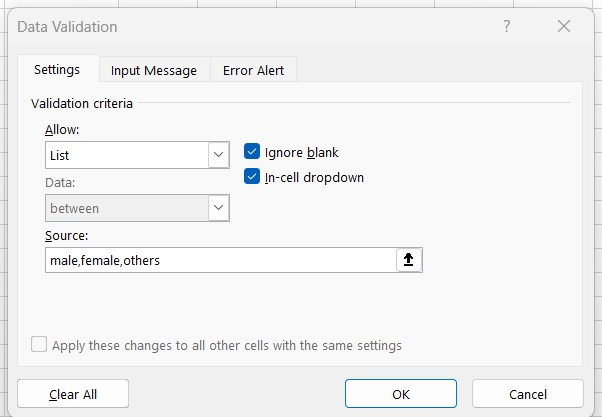 Data Validation ?
Settings Input Message Error Alert
Validation criteria
Allow:
List Ignore blank
In-cell dropdown
Data:
between
Source:
male,female,others
Apply these changes to all other cells with the same settings
Clear All OK Cancel